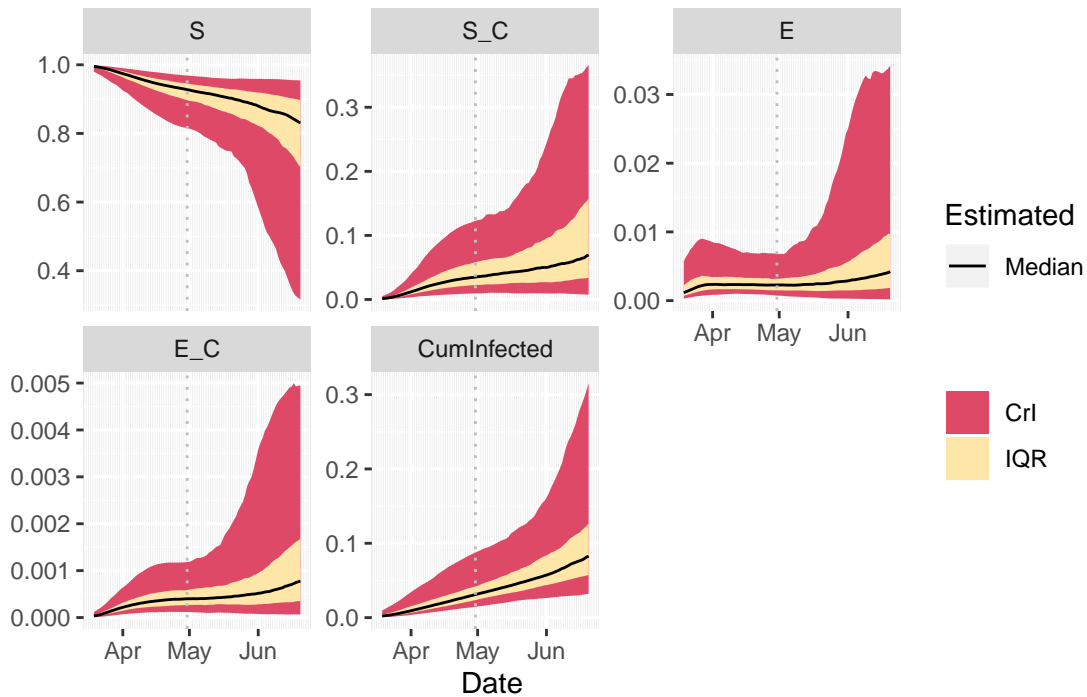 S
S_C
E
1.0
0.8
0.6
0.4
0.3
0.2
0.1
0.0
0.03
0.02
0.01
0.00
Apr May Jun
E_C
CumInfected
0.005
0.004
0.003
0.002
0.001
0.000
Apr May Jun
0.3
0.2
0.1
0.0
Apr May Jun
Date
Estimated
Median
CrI
IQR